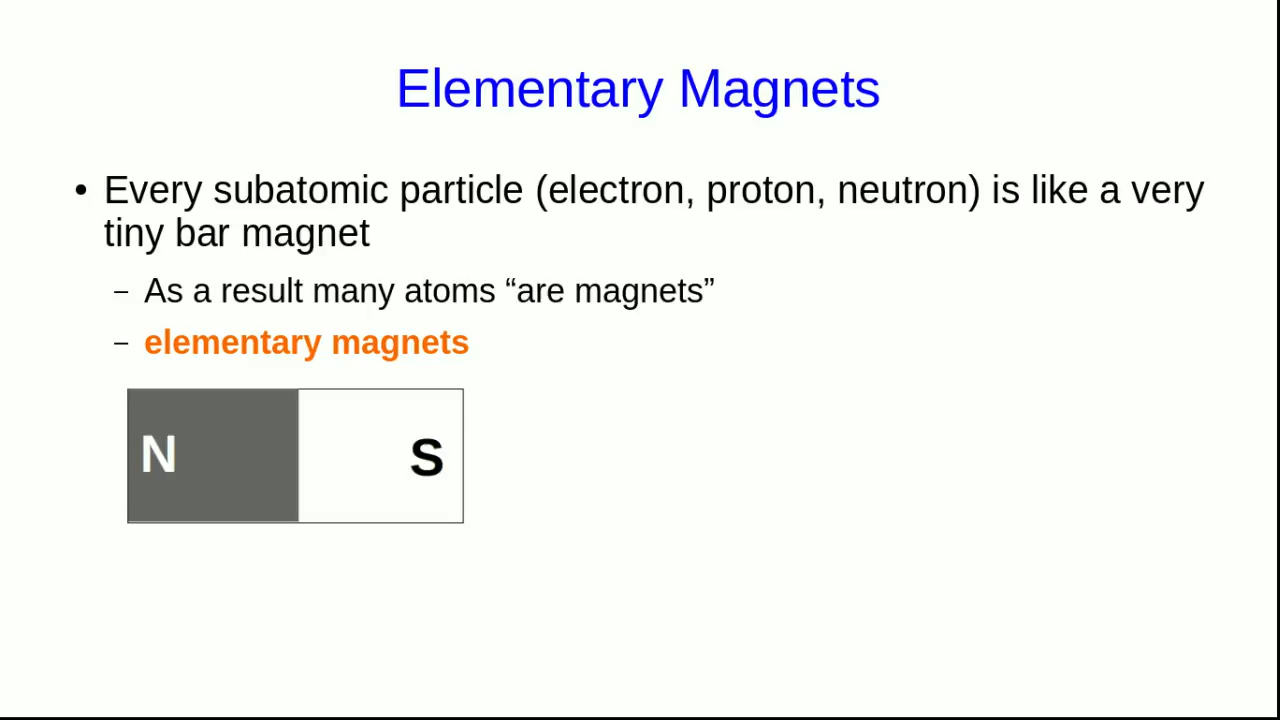 Elementary Magnets
• Every subatomic particle (electron, proton, neutron) is like a very
tiny bar magnet
– As a result many atoms “are magnets”
– elementary magnets
N S